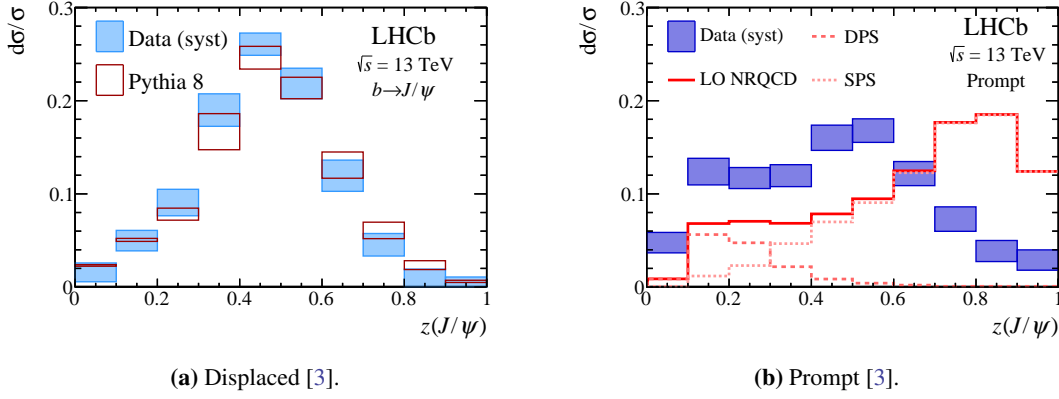 dσ/σ
0.3
0.2
0.1
0
0 0.2 0.4 0.6 0.8 1
z(J/ψ)
Data (syst)
Pythia 8
LHCb
√s = 13 TeV
b→J/ψ
(a) Displaced [3].
dσ/σ
0.3
0.2
0.1
0
0 0.2 0.4 0.6 0.8 1
z(J/ψ)
Data (syst) DPS
LO NRQCD SPS
LHCb
√s = 13 TeV
Prompt
(b) Prompt [3].